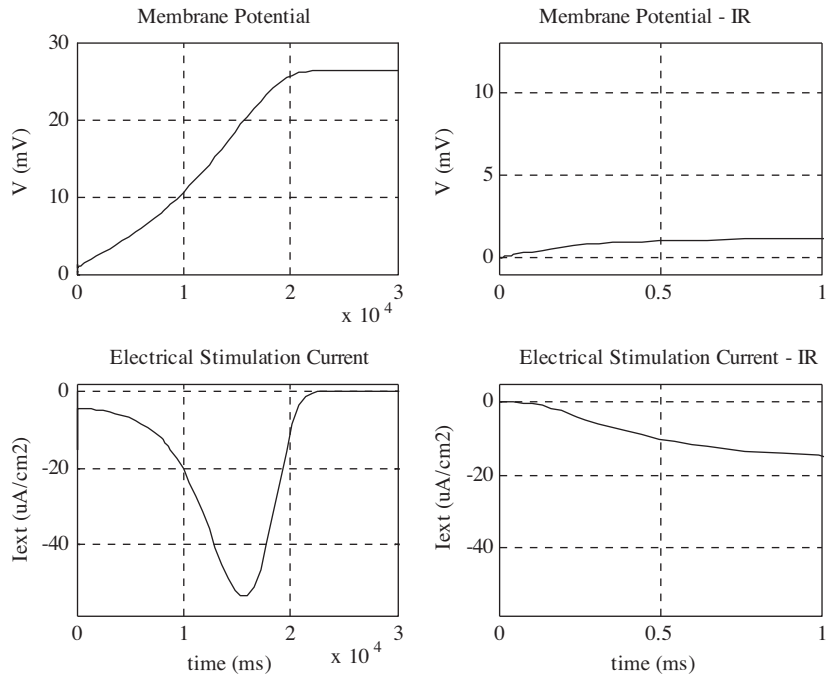 Membrane Potential
V (mV)
30
20
10
0
0
1
2
3
x 10^4
Membrane Potential - IR
V (mV)
10
5
0
0
0.5
1
Electrical Stimulation Current
Iext (uA/cm2)
0
-20
-40
0
1
2
3
time (ms)
x 10^4
Electrical Stimulation Current - IR
Iext (uA/cm2)
0
-20
-40
0
0.5
1
time (ms)